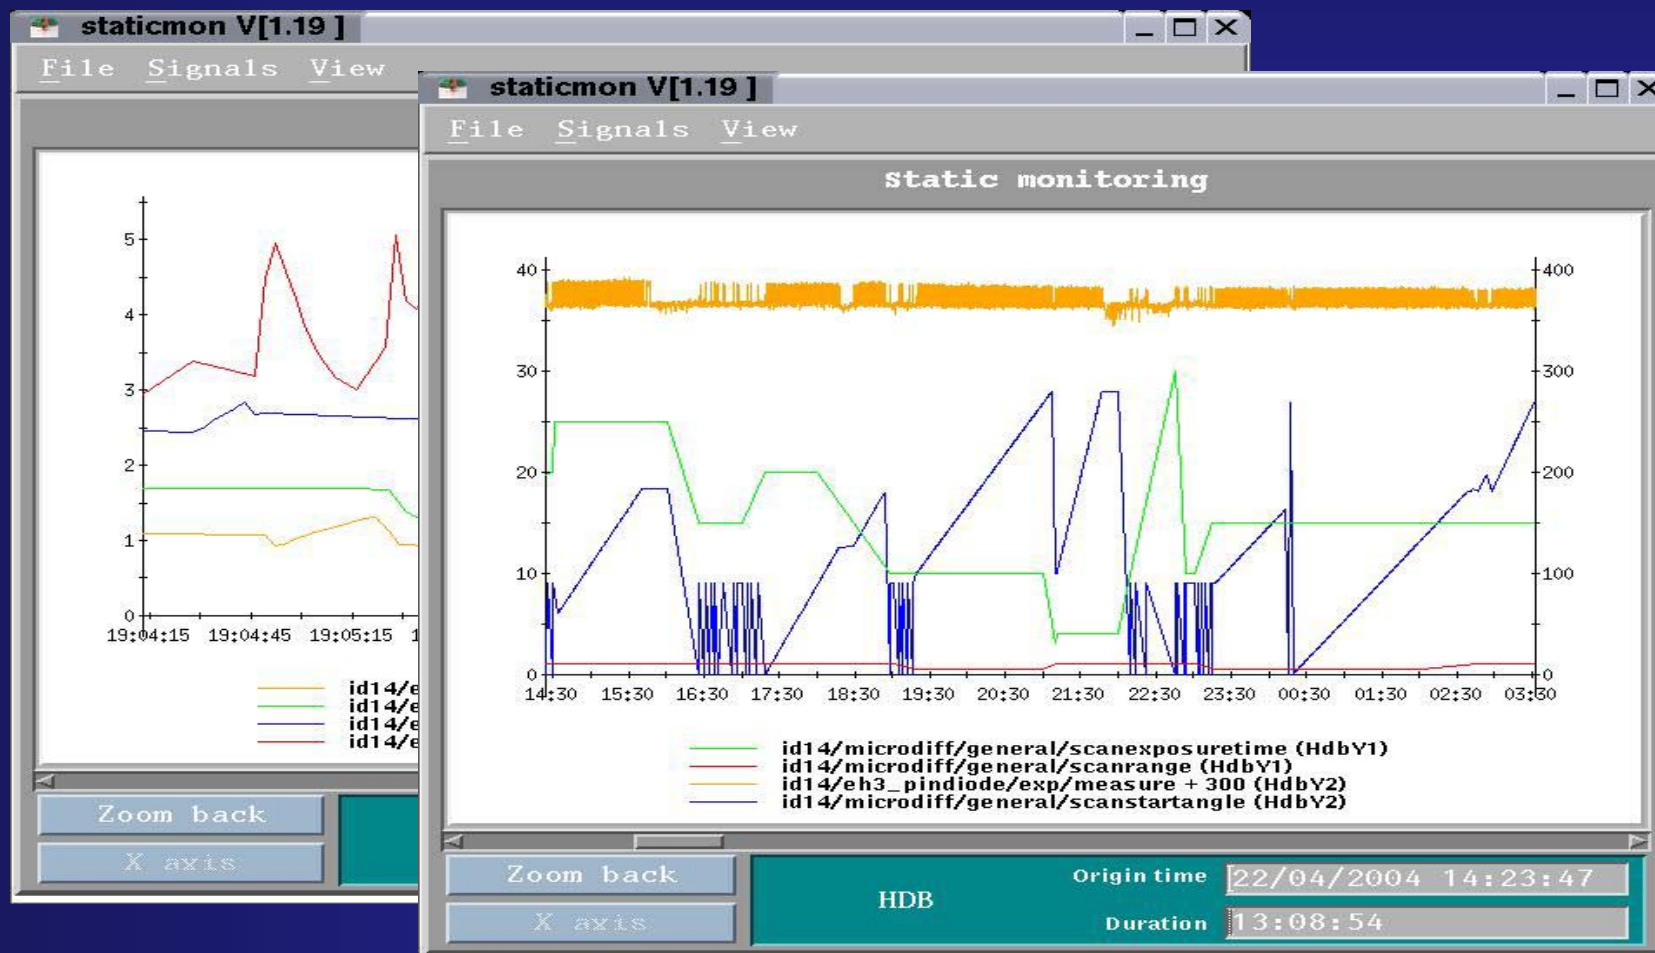 staticmon V[1.19 ]
File Signals View
5
4
3
2
1
0
19:04:15 19:04:45 19:05:15 1
id14/e
id14/e
id14/e
id14/e
Zoom back
X axis
staticmon V[1.19 ]
File Signals View
Static monitoring
40
30
20
10
0
400
300
200
100
0
14:30 15:30 16:30 17:30 18:30 19:30 20:30 21:30 22:30 23:30 00:30 01:30 02:30 03:30
id14/microdiff/general/scanexposuretime (HdbY1)
id14/microdiff/general/scanrange (HdbY1)
id14/eh3_pindiode/exp/measure + 300 (HdbY2)
id14/microdiff/general/scanstartangle (HdbY2)
Zoom back
X axis
HDB
Origin time 22/04/2004 14:23:47
Duration 13:08:54